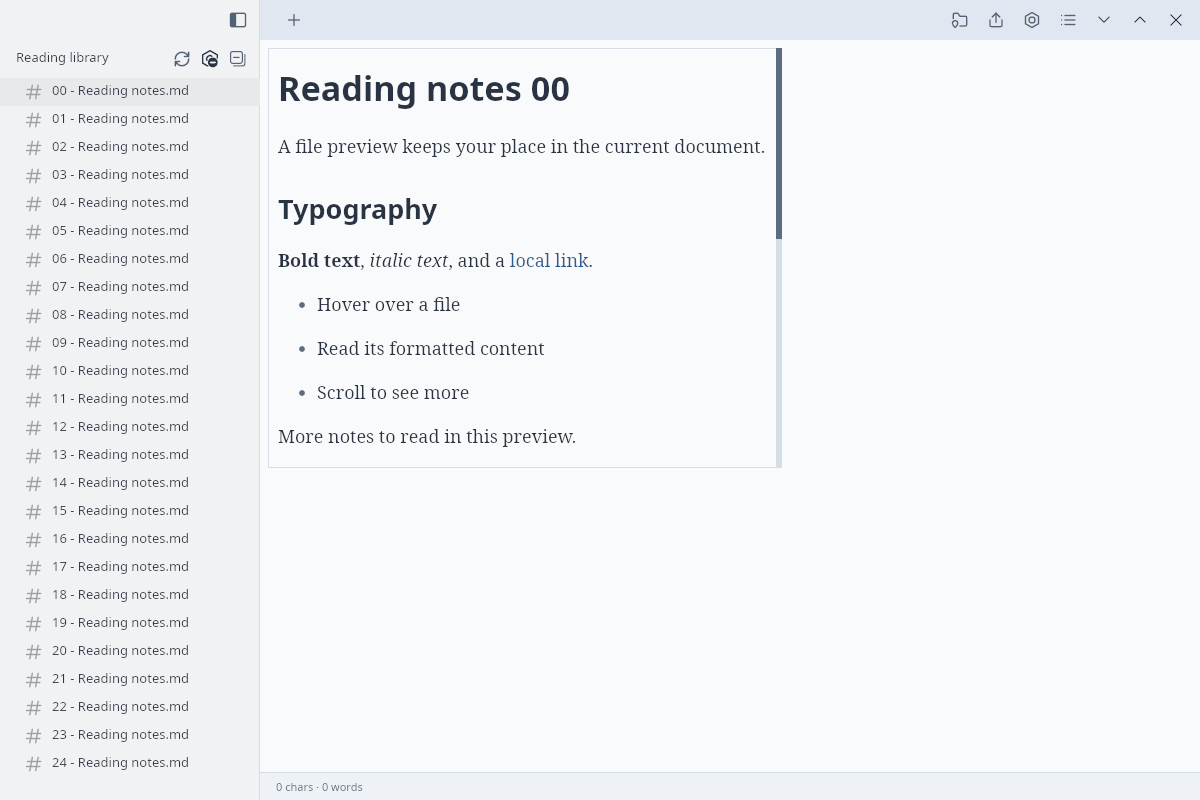 Reading library
00 - Reading notes.md
01 - Reading notes.md
02 - Reading notes.md
03 - Reading notes.md
04 - Reading notes.md
05 - Reading notes.md
06 - Reading notes.md
07 - Reading notes.md
08 - Reading notes.md
09 - Reading notes.md
10 - Reading notes.md
11 - Reading notes.md
12 - Reading notes.md
13 - Reading notes.md
14 - Reading notes.md
15 - Reading notes.md
16 - Reading notes.md
17 - Reading notes.md
18 - Reading notes.md
19 - Reading notes.md
20 - Reading notes.md
21 - Reading notes.md
22 - Reading notes.md
23 - Reading notes.md
24 - Reading notes.md
Reading notes 00
A file preview keeps your place in the current document.
Typography
Bold text, italic text, and a local link.
• Hover over a file
• Read its formatted content
• Scroll to see more
More notes to read in this preview.
0 chars · 0 words